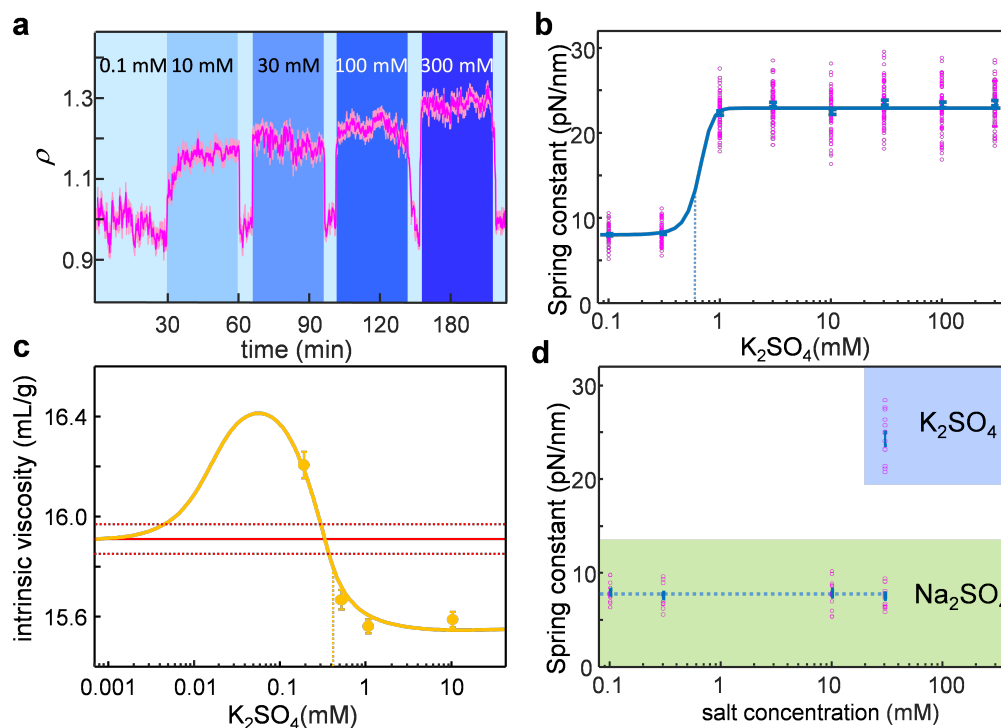 a
0.1 mM 10 mM 30 mM 100 mM 300 mM
1.3
1.1
0.9
ρ
30 60 90 120 180
time (min)
b
30
20
10
0
Spring constant (pN/nm)
0.1 1 10 100
K₂SO₄(mM)
c
16.4
16.0
15.6
intrinsic viscosity (mL/g)
0.001 0.01 0.1 1 10
K₂SO₄(mM)
d
30
20
10
0
Spring constant (pN/nm)
K₂SO₄
Na₂SO₄
0.1 1 10 100
salt concentration (mM)